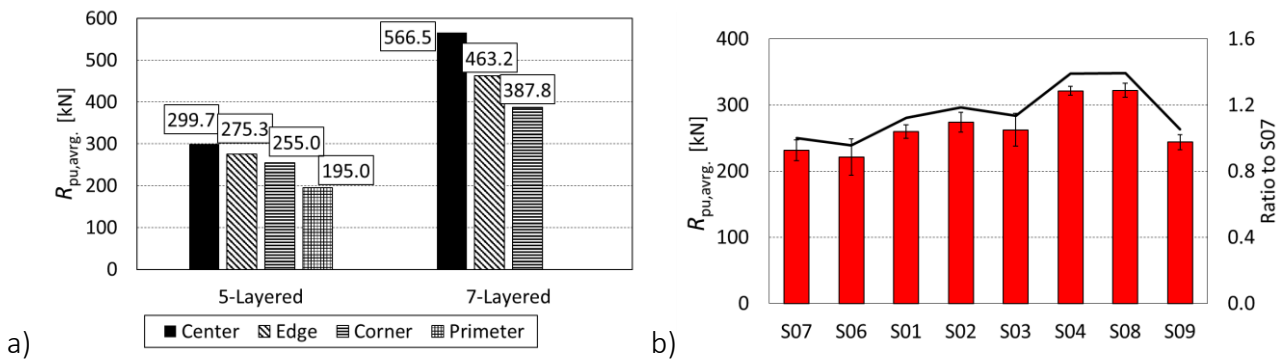 600
500
400
300
200
100
0
R_pu,avrg. [kN]
299.7
275.3
255.0
195.0
566.5
463.2
387.8
5-Layered
7-Layered
Center
Edge
Corner
Primeter
a)
400
300
200
100
0
R_pu,avrg. [kN]
1.6
1.2
0.8
0.4
0.0
Ratio to S07
S07 S06 S01 S02 S03 S04 S08 S09
b)